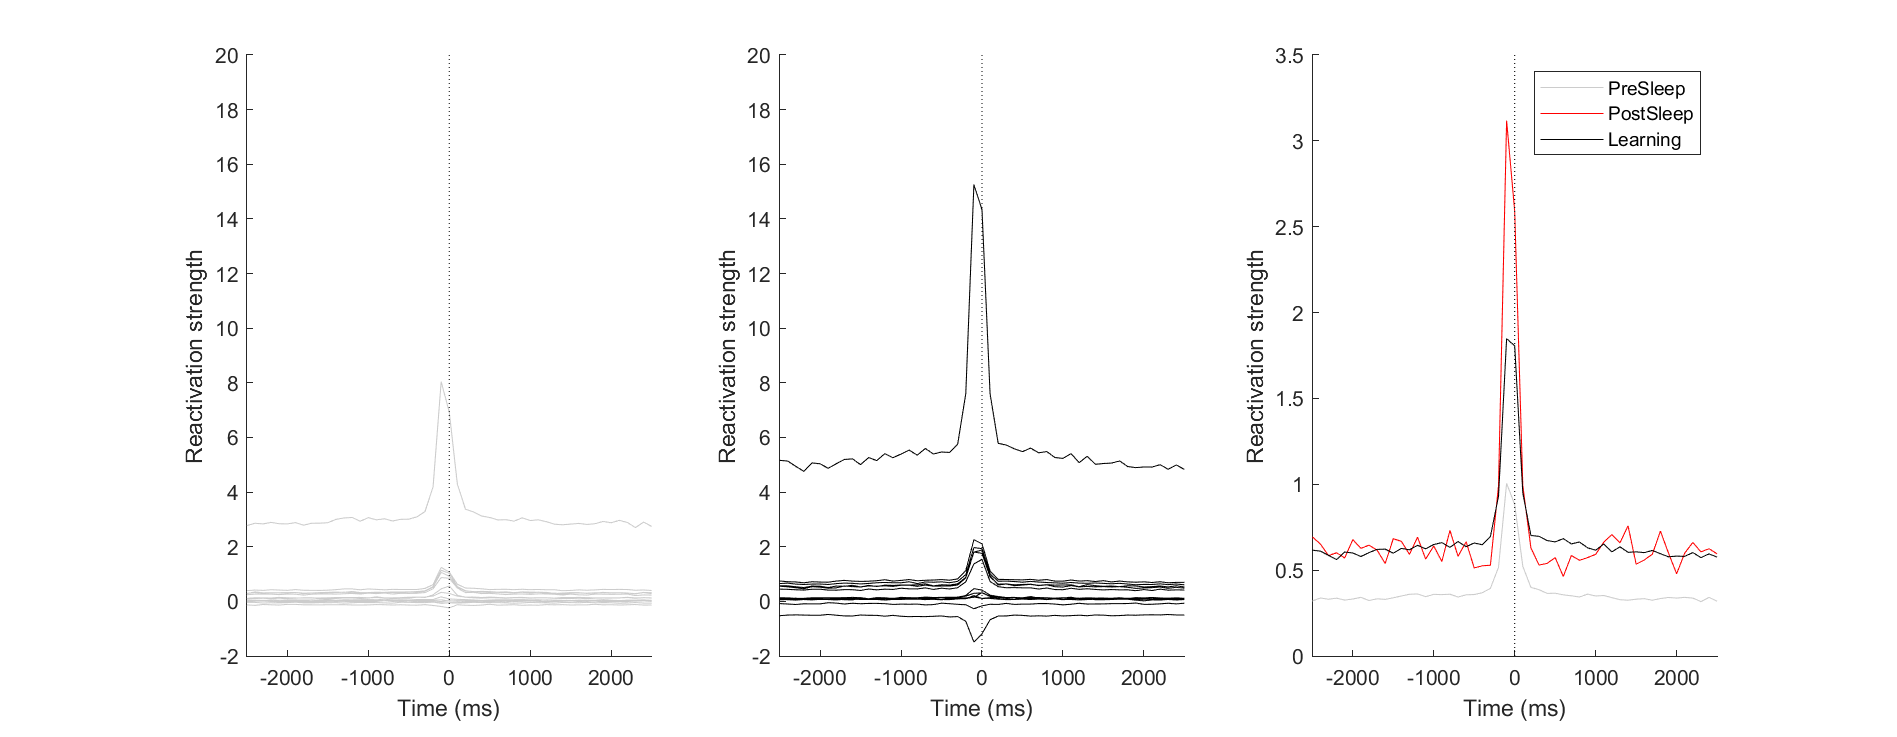 20
18
16
14
12
10
8
6
4
2
0
-2
Reactivation strength
-2000 -1000 0 1000 2000
Time (ms)
20
18
16
14
12
10
8
6
4
2
0
-2
Reactivation strength
-2000 -1000 0 1000 2000
Time (ms)
3.5
3
2.5
2
1.5
1
0.5
0
Reactivation strength
PreSleep
PostSleep
Learning
-2000 -1000 0 1000 2000
Time (ms)